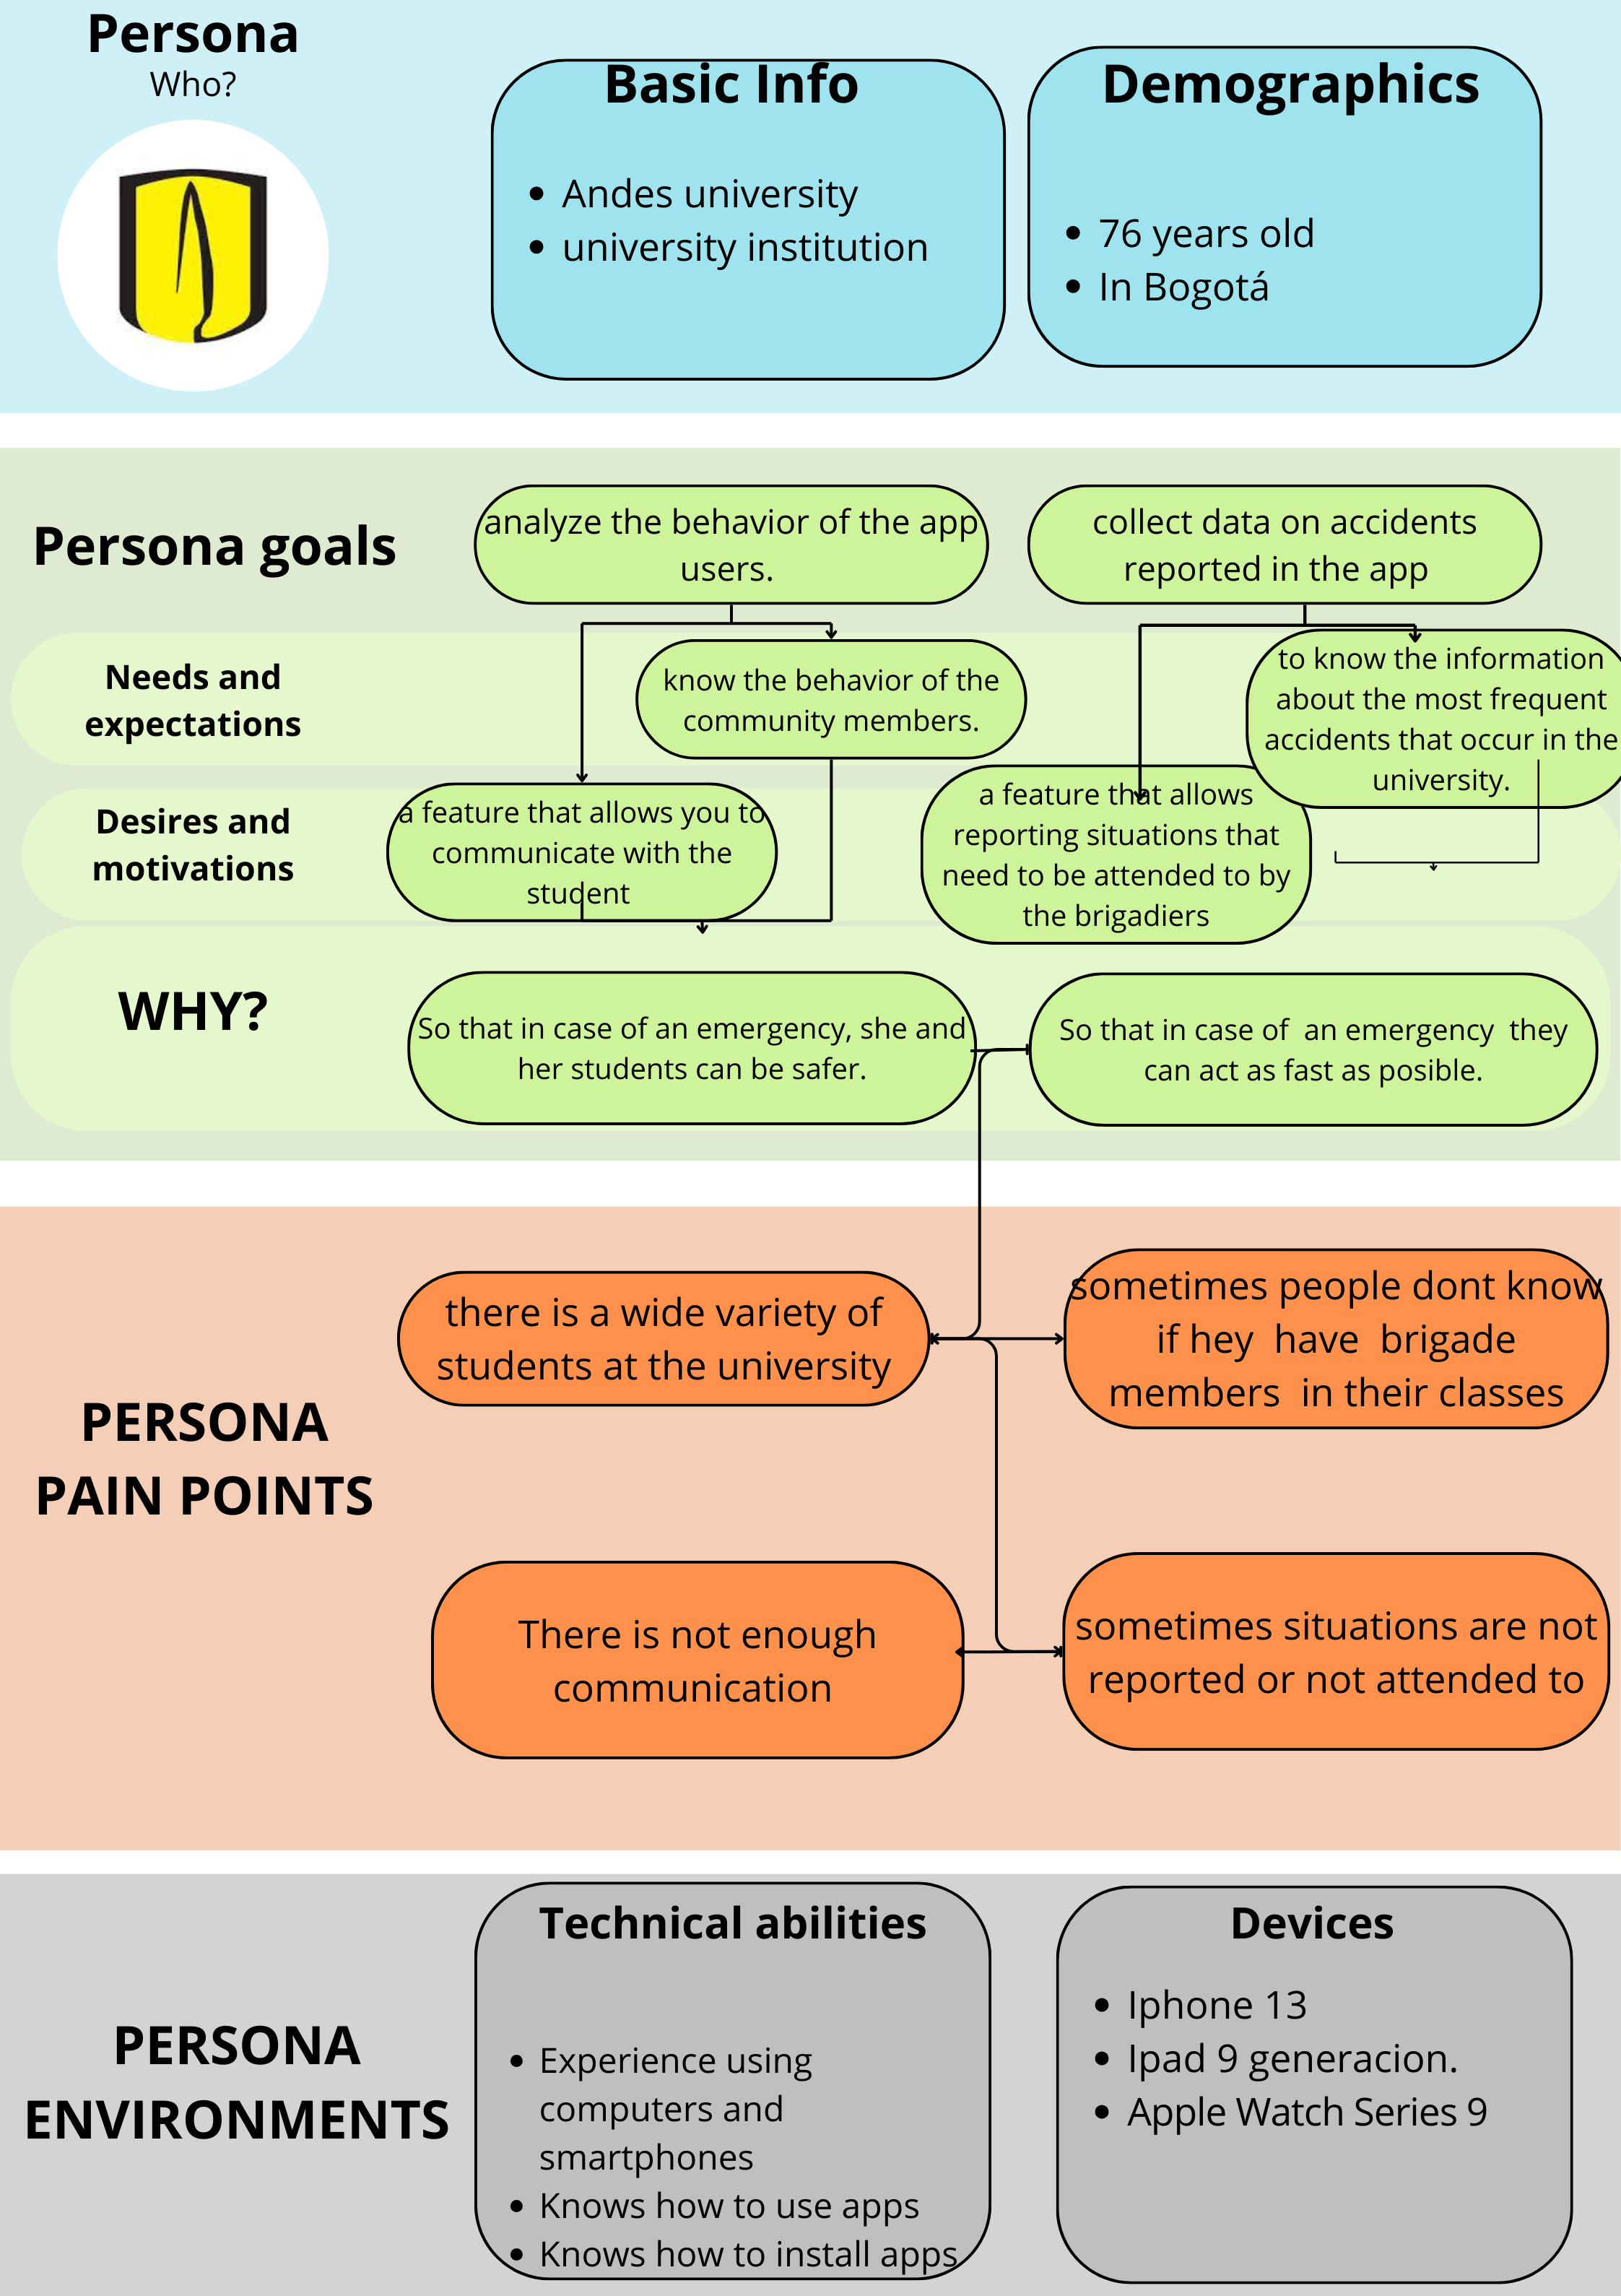 Persona
Who?
Basic Info
Andes university
university institution
Demographics
76 years old
In Bogotá
Persona goals
analyze the behavior of the app
users.
collect data on accidents
reported in the app
Needs and
expectations
know the behavior of the
community members.
to know the information
about the most frequent
accidents that occur in the
university.
Desires and
motivations
a feature that allows you to
communicate with the
student
a feature that allows
reporting situations that
need to be attended to by
the brigadiers
WHY?
So that in case of an emergency, she and
her students can be safer.
So that in case of an emergency they
can act as fast as posible.
PERSONA
PAIN POINTS
there is a wide variety of
students at the university
sometimes people dont know
if hey have brigade
members in their classes
There is not enough
communication
sometimes situations are not
reported or not attended to
PERSONA
ENVIRONMENTS
Technical abilities
Experience using
computers and
smartphones
Knows how to use apps
Knows how to install apps
Devices
Iphone 13
Ipad 9 generacion.
Apple Watch Series 9